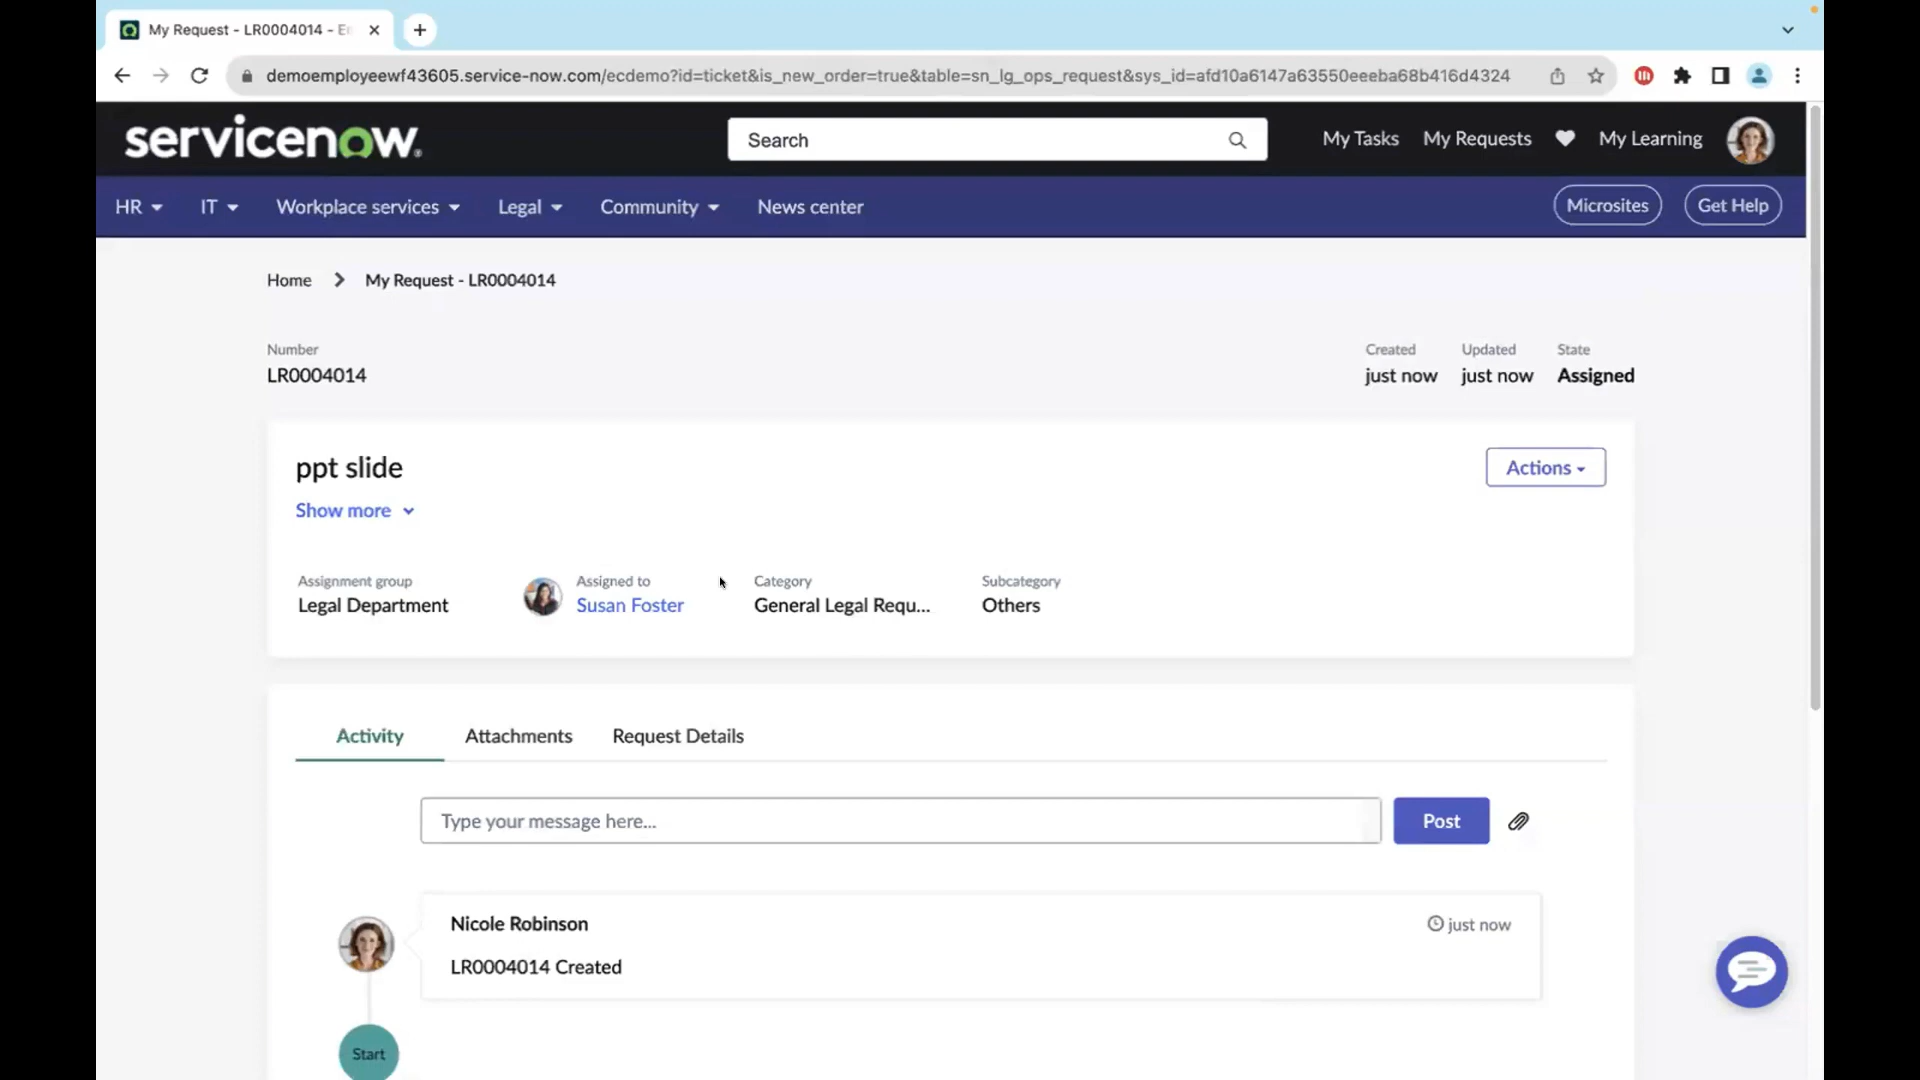 My Request - LR0004014 - E
demoemployeewf43605.service-now.com/ecdemo?id=ticket&is_new_order=true&table=sn_lg_ops_request&sys_id=afd10a6147a63550eeeba68b416d4324
servicenow.
Search
My Tasks
My Requests
My Learning
HR
IT
Workplace services
Legal
Community
News center
Microsites
Get Help
Home
My Request - LR0004014
Number
LR0004014
Created
just now
Updated
just now
State
Assigned
ppt slide
Actions
Show more
Assignment group
Legal Department
Assigned to
Susan Foster
Category
General Legal Requ...
Subcategory
Others
Activity
Attachments
Request Details
Type your message here...
Post
Nicole Robinson
just now
LR0004014 Created
Start